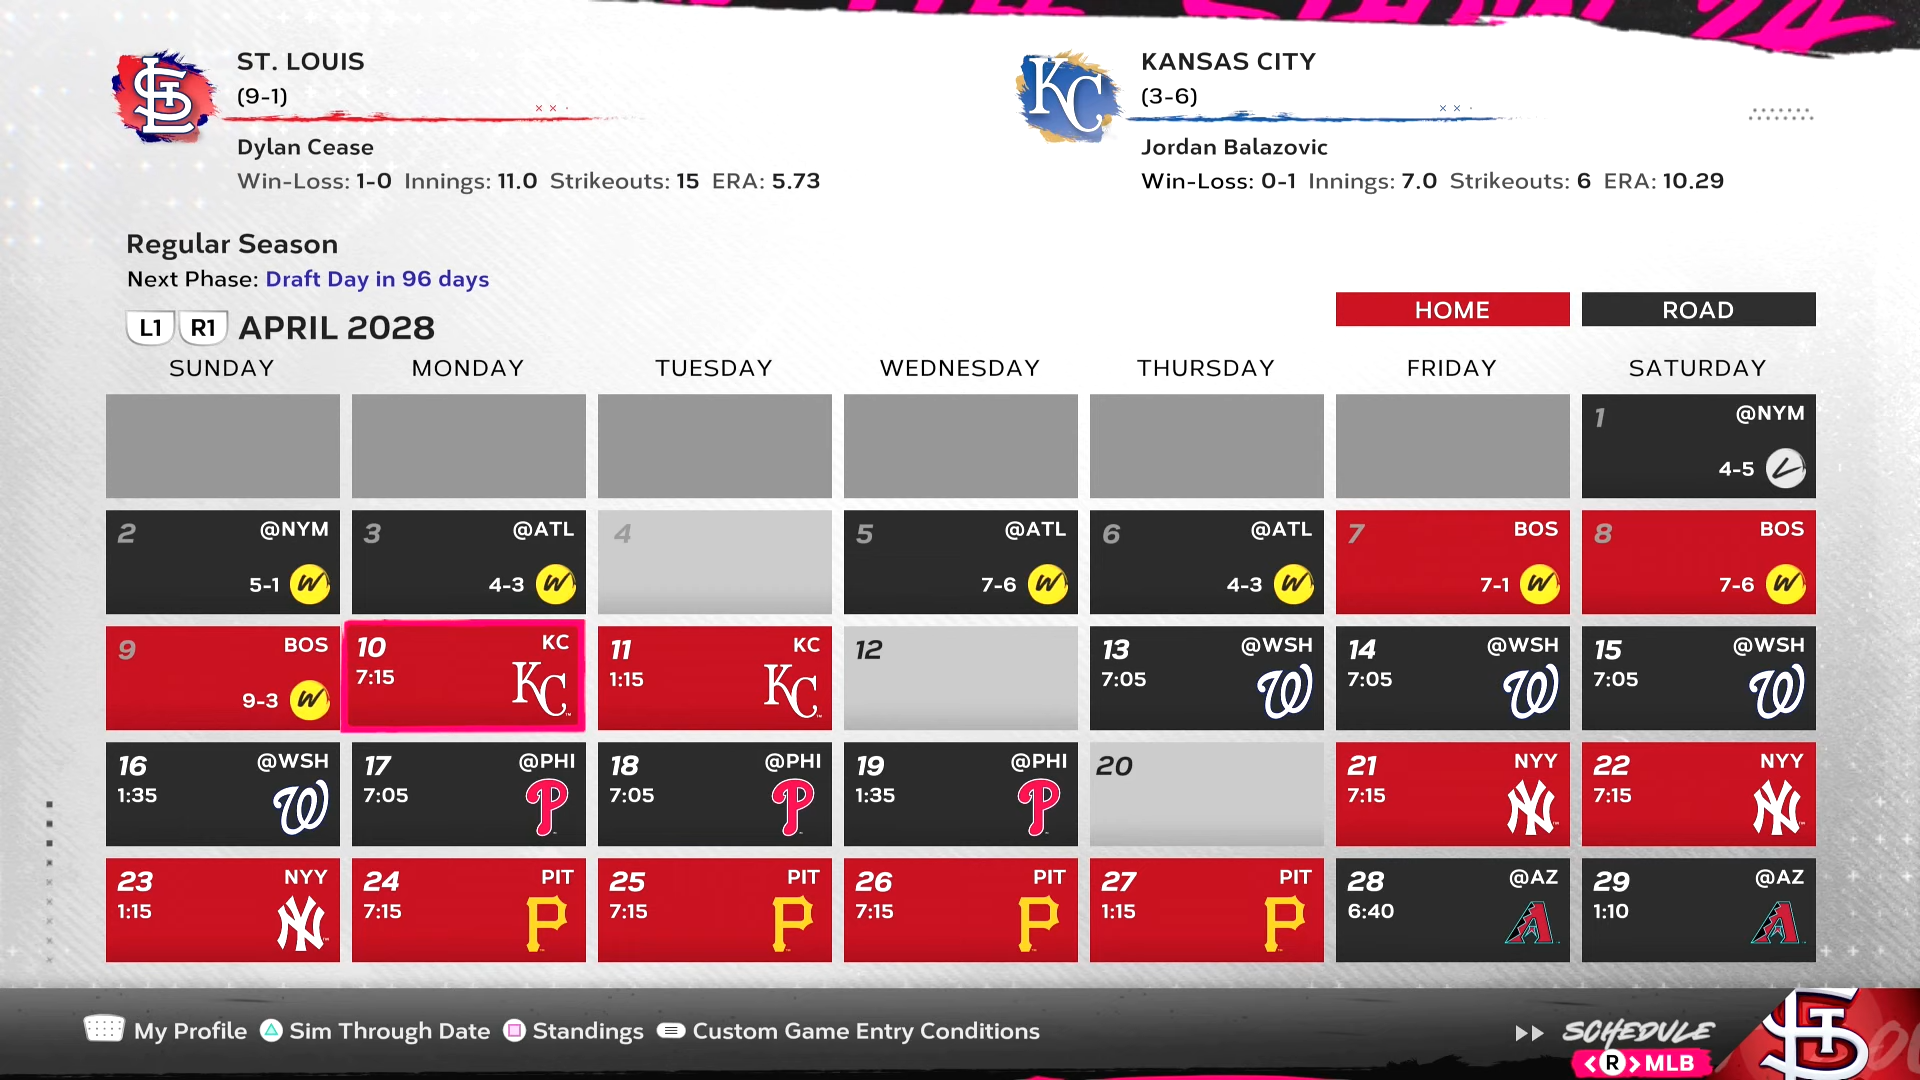 ST. LOUIS
(9-1)
Dylan Cease
Win-Loss: 1-0 Innings: 11.0 Strikeouts: 15 ERA: 5.73
KANSAS CITY
(3-6)
Jordan Balazovic
Win-Loss: 0-1 Innings: 7.0 Strikeouts: 6 ERA: 10.29
Regular Season
Next Phase: Draft Day in 96 days
L1 R1 APRIL 2028
HOME ROAD
SUNDAY MONDAY TUESDAY WEDNESDAY THURSDAY FRIDAY SATURDAY
1 @NYM
4-5 L
2 @NYM
5-1 W
3 @ATL
4-3 W
4
5 @ATL
7-6 W
6 @ATL
4-3 W
7 BOS
7-1 W
8 BOS
7-6 W
9 BOS
9-3 W
10 KC
7:15 KC
11 KC
1:15 KC
12
13 @WSH
7:05 W
14 @WSH
7:05 W
15 @WSH
7:05 W
16 @WSH
1:35 W
17 @PHI
7:05 P
18 @PHI
7:05 P
19 @PHI
1:35 P
20
21 NYY
7:15 NY
22 NYY
7:15 NY
23 NYY
1:15 NY
24 PIT
7:15 P
25 PIT
7:15 P
26 PIT
7:15 P
27 PIT
1:15 P
28 @AZ
6:40 A
29 @AZ
1:10 A
My Profile Sim Through Date Standings Custom Game Entry Conditions
SCHEDULE
R MLB